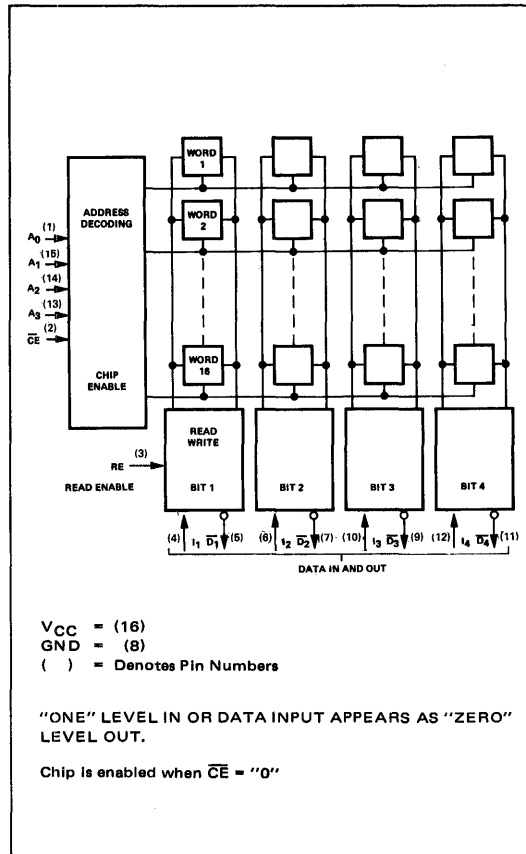 WORD
1
ADDRESS
DECODING
WORD
2
A0 (1)
A1 (15)
A2 (14)
A3 (13)
CE (2)
CHIP
ENABLE
WORD
16
READ
WRITE
RE (3)
READ ENABLE
BIT 1 BIT 2 BIT 3 BIT 4
(4) I1 D1 (5) (6) I2 D2 (7) (10) I3 D3 (9) (12) I4 D4 (11)
DATA IN AND OUT
VCC = (16)
GND = (8)
( ) = Denotes Pin Numbers
"ONE" LEVEL IN OR DATA INPUT APPEARS AS "ZERO"
LEVEL OUT.
Chip is enabled when CE = "0"